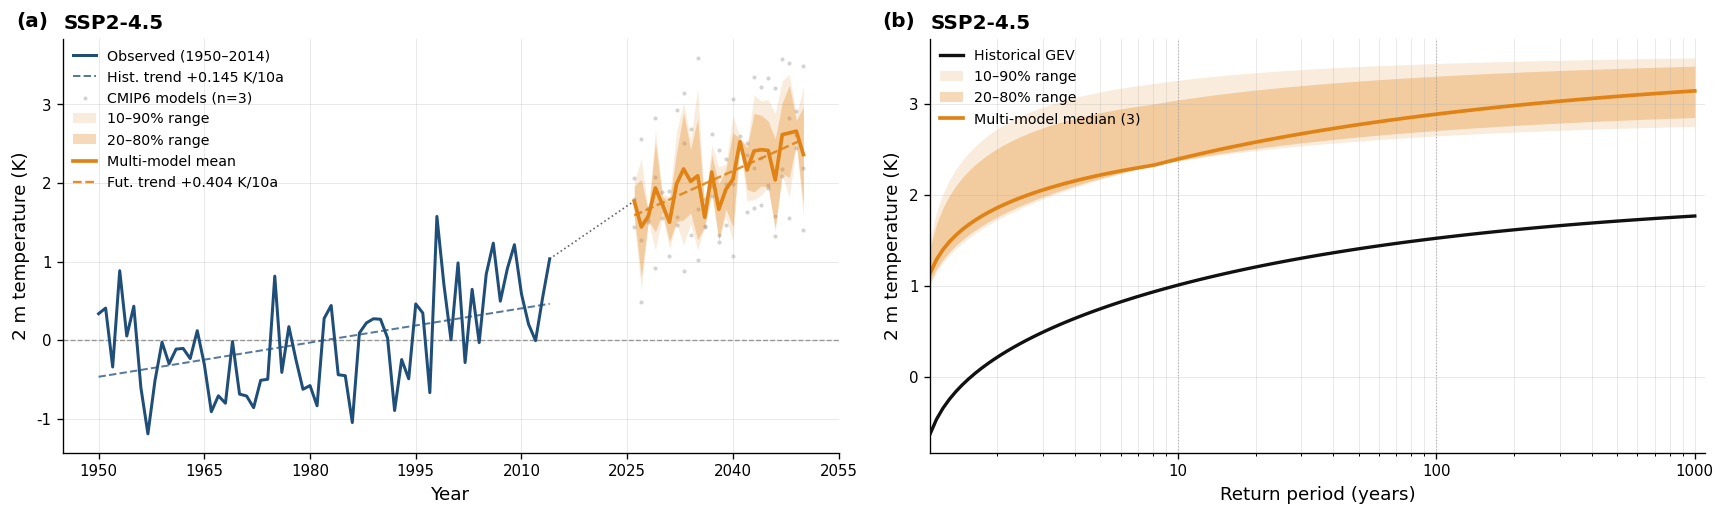 (a) SSP2-4.5
Observed (1950–2014)
Hist. trend +0.145 K/10a
CMIP6 models (n=3)
10–90% range
20–80% range
Multi-model mean
Fut. trend +0.404 K/10a
2 m temperature (K)
3
2
1
0
-1
1950 1965 1980 1995 2010 2025 2040 2055
Year
(b) SSP2-4.5
Historical GEV
10–90% range
20–80% range
Multi-model median (3)
2 m temperature (K)
3
2
1
0
10 100 1000
Return period (years)